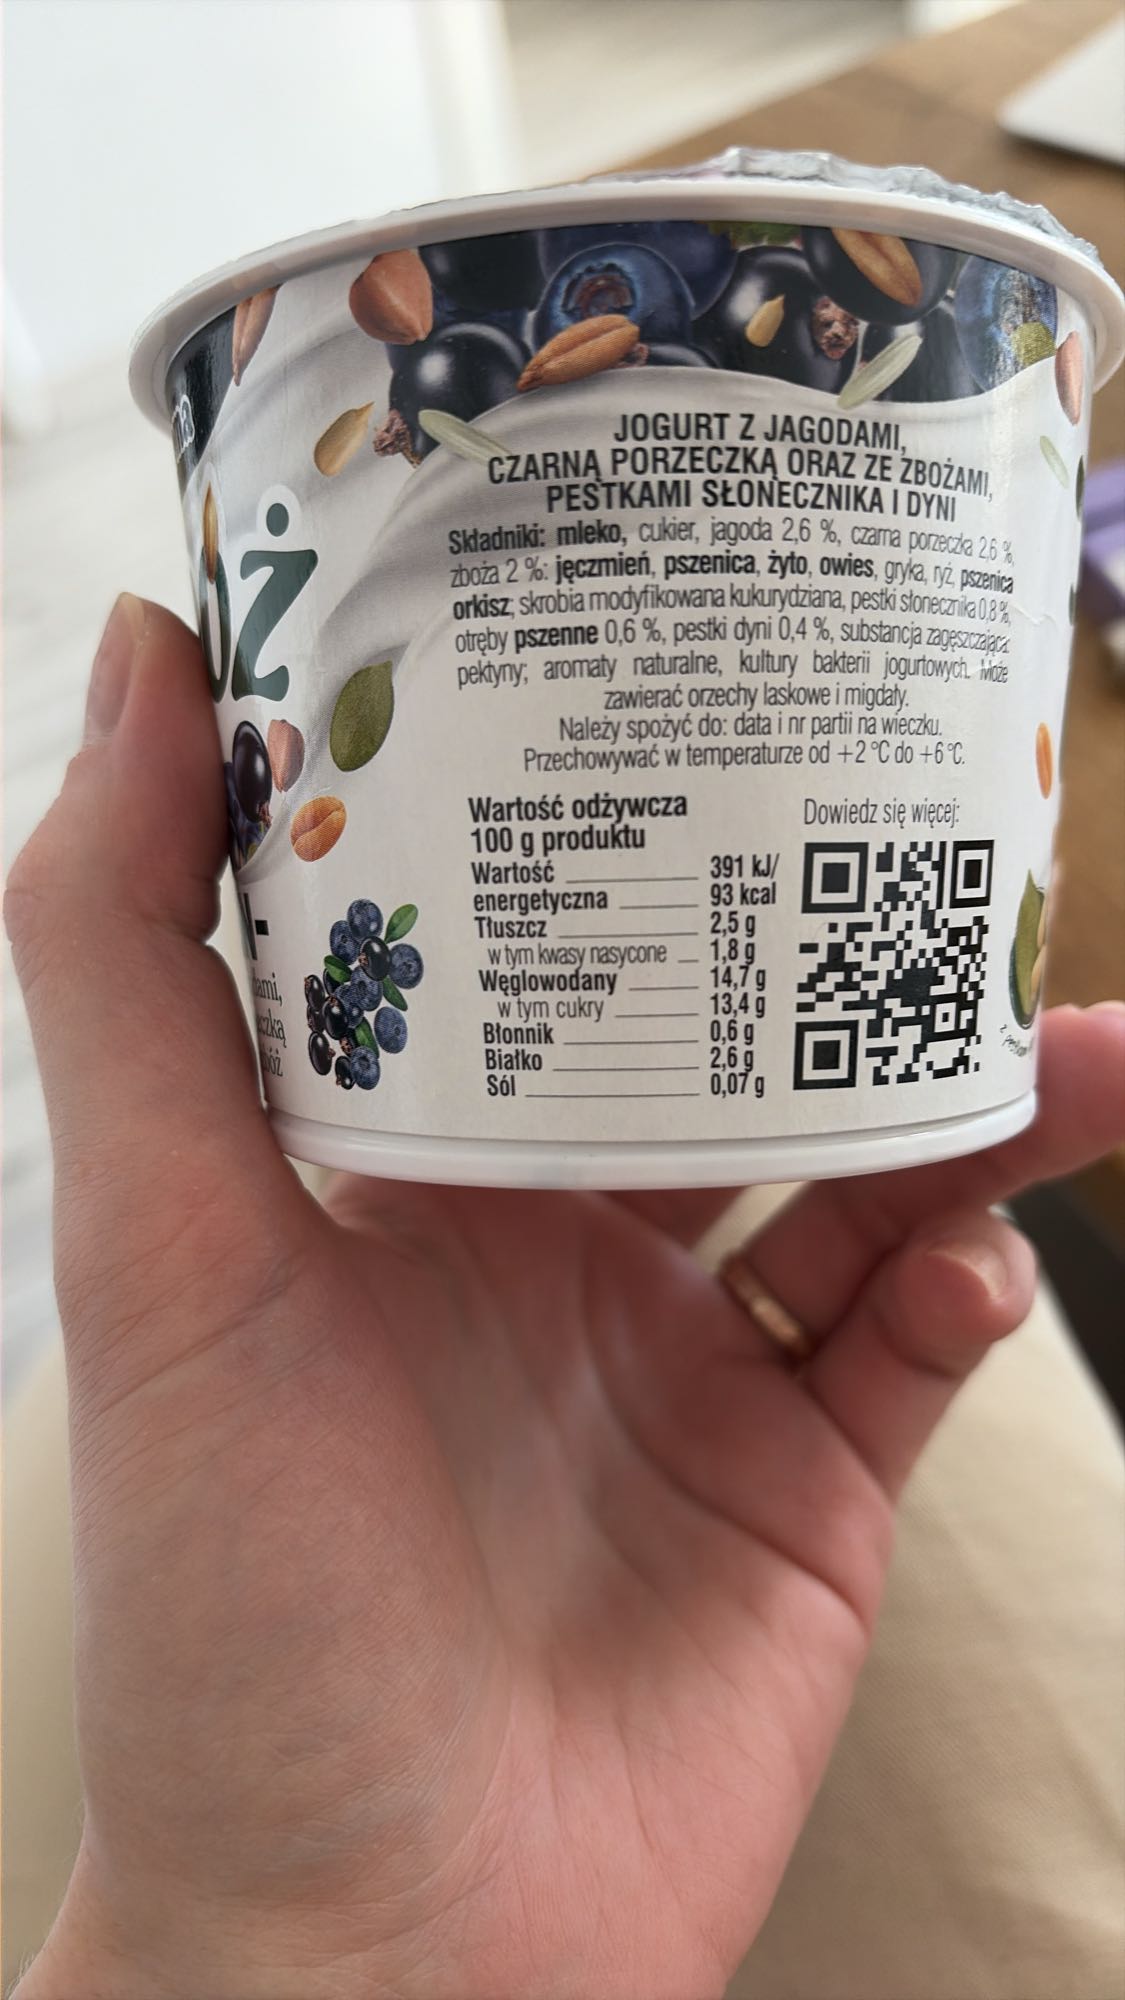 oż
JOGURT Z JAGODAMI,
CZARNĄ PORZECZKĄ ORAZ ZE ZBOŻAMI,
PESTKAMI SŁONECZNIKA I DYNI
Składniki: mleko, cukier, jagoda 2,6 %, czarna porzeczka 2,6 %,
zboża 2 %: jęczmień, pszenica, żyto, owies, gryka, ryż, pszenica
orkisz; skrobia modyfikowana kukurydziana, pestki słonecznika 0,8 %,
otręby pszenne 0,6 %, pestki dyni 0,4 %, substancja zagęszczająca:
pektyny; aromaty naturalne, kultury bakterii jogurtowych. Może
zawierać orzechy laskowe i migdały.
Należy spożyć do: data i nr partii na wieczku.
Przechowywać w temperaturze od +2 °C do +6 °C.
Wartość odżywcza
100 g produktu
Wartość 391 kJ/
energetyczna 93 kcal
Tłuszcz 2,5 g
w tym kwasy nasycone 1,8 g
Węglowodany 14,7 g
w tym cukry 13,4 g
Błonnik 0,6 g
Białko 2,6 g
Sól 0,07 g
Dowiedz się więcej: